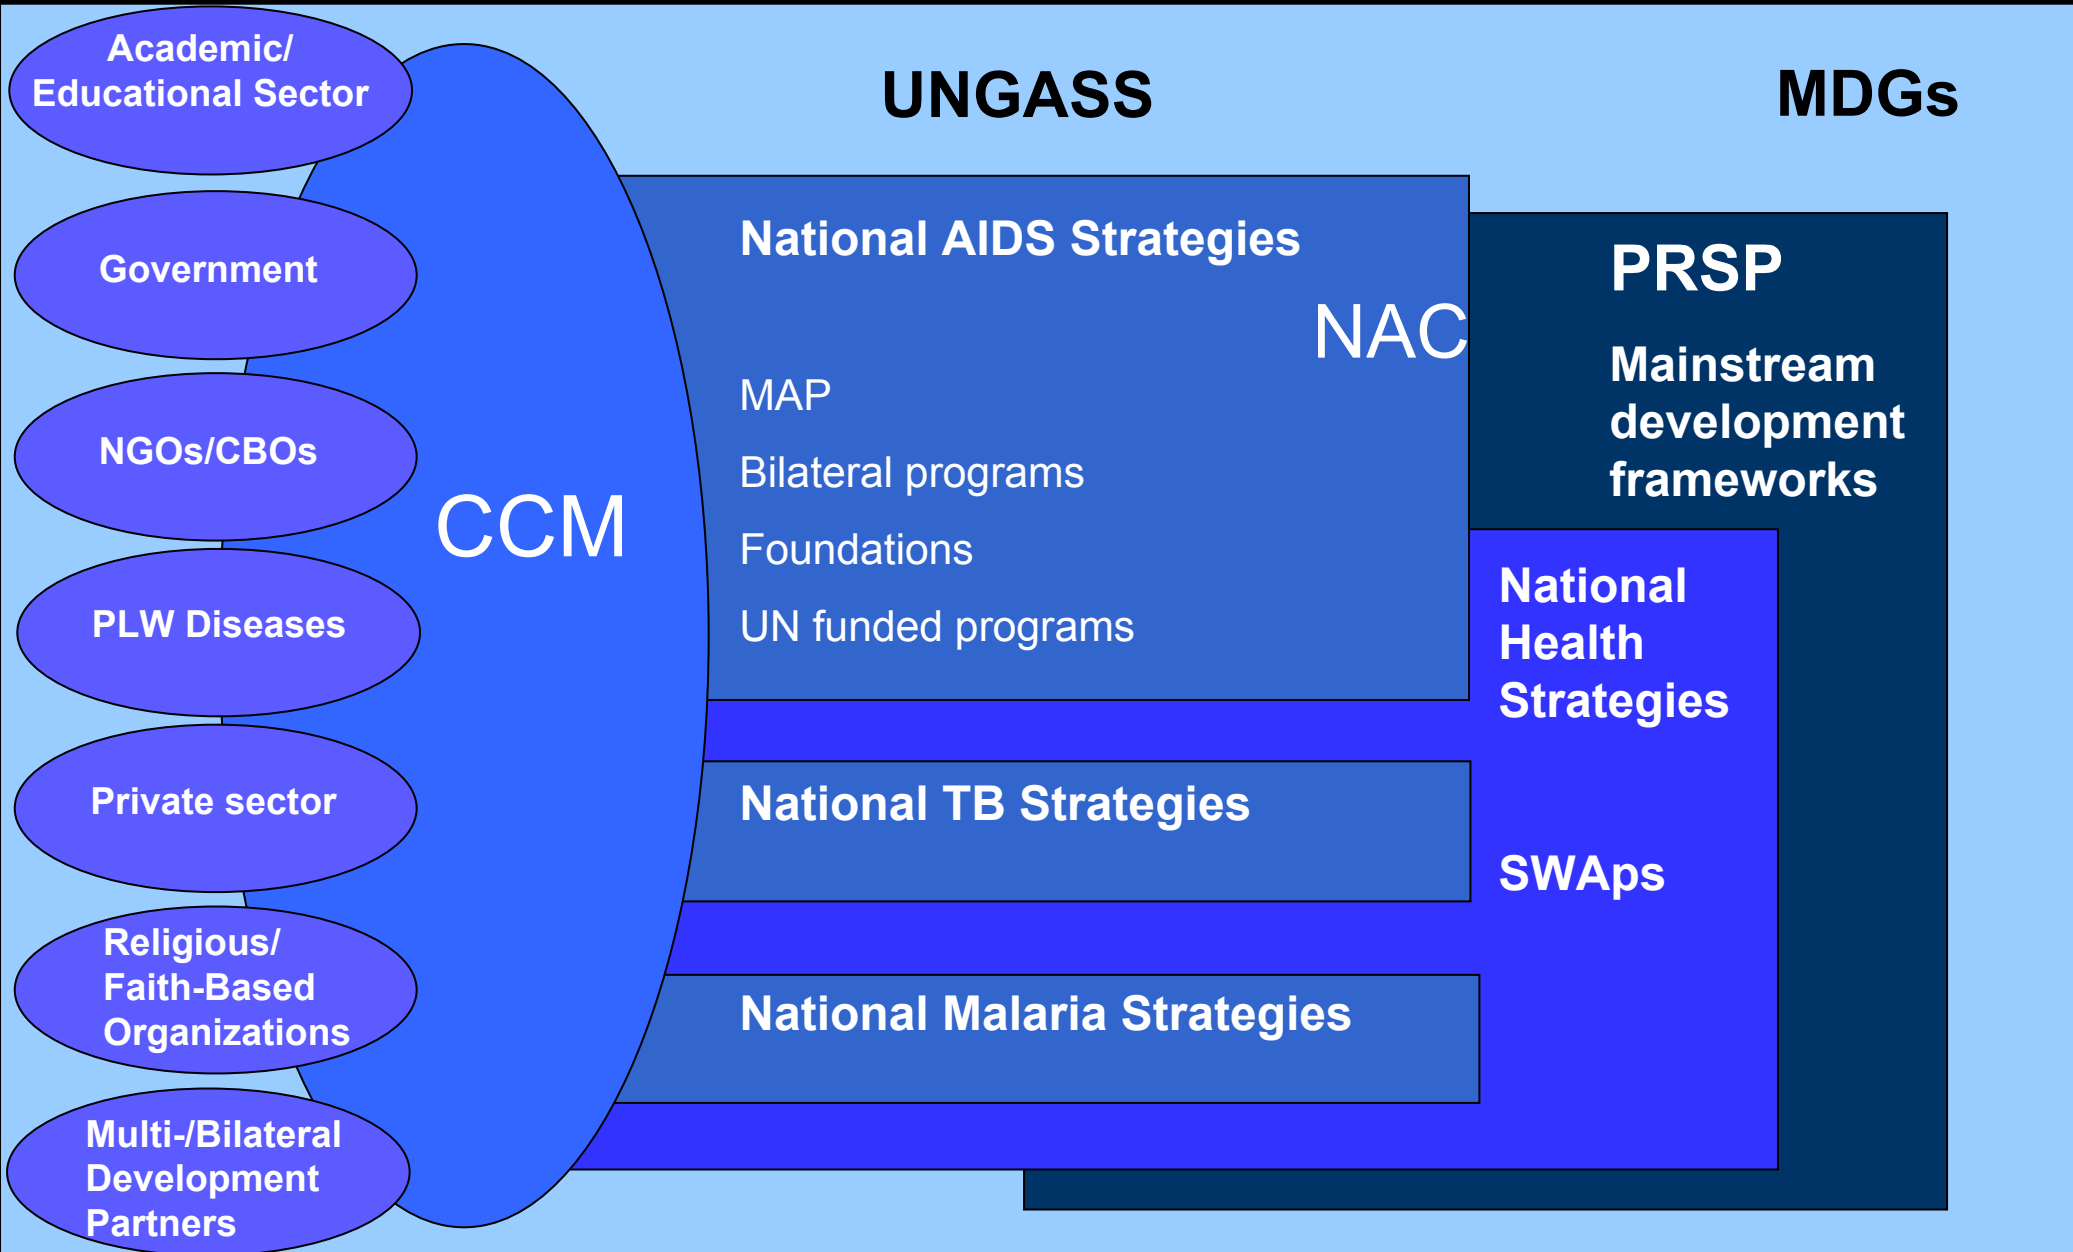 Academic/
Educational Sector
Government
NGOs/CBOs
PLW Diseases
Private sector
Religious/
Faith-Based
Organizations
Multi-/Bilateral
Development
Partners
CCM
UNGASS
MDGs
National AIDS Strategies
NAC
MAP
Bilateral programs
Foundations
UN funded programs
National TB Strategies
National Malaria Strategies
PRSP
Mainstream
development
frameworks
National
Health
Strategies
SWAps